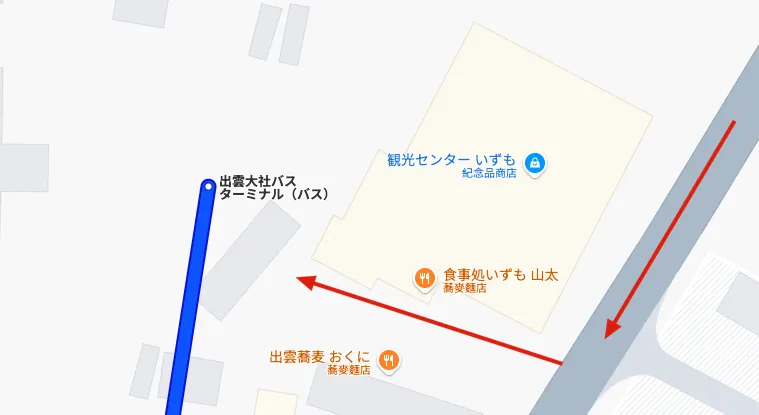 観光センター いずも
紀念品商店
出雲大社バス
ターミナル（バス）
食事処いずも 山太
蕎麥麵店
出雲蕎麦 おくに
蕎麥麵店